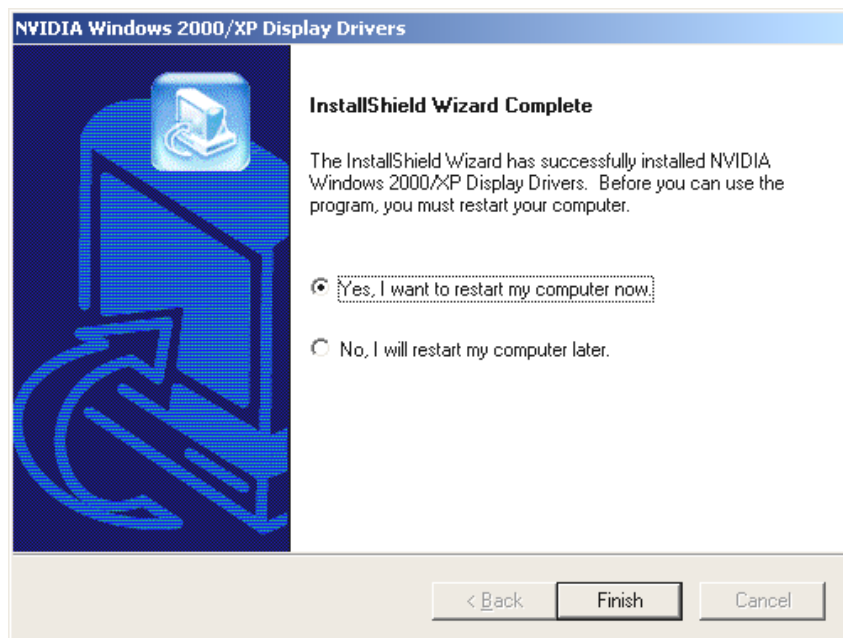 NVIDIA Windows 2000/XP Display Drivers
InstallShield Wizard Complete
The InstallShield Wizard has successfully installed NVIDIA
Windows 2000/XP Display Drivers.  Before you can use the
program, you must restart your computer.
Yes, I want to restart my computer now.
No, I will restart my computer later.
< Back
Finish
Cancel